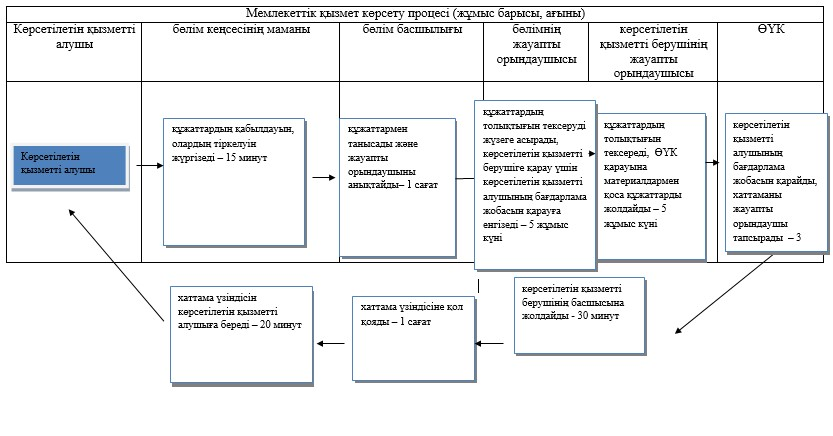 Мемлекеттік қызмет көрсету процесі (жұмыс барысы, ағыны)
Көрсетілетін қызметті
алушы
бөлім кеңсесінің маманы
бөлім басшылығы
бөлімнің
жауапты
орындаушысы
көрсетілетін
қызметті берушінің
жауапты
орындаушысы
ӨҮК
Көрсетілетін
қызметті алушы
құжаттардың қабылдауын,
олардың тіркелуін
жүргізеді – 15 минут
құжаттармен
танысады және
жауапты
орындаушыны
анықтайды– 1 сағат
құжаттардың
толықтығын тексеруді
жүзеге асырады,
көрсетілетін қызметті
берушіге қарау үшін
көрсетілетін қызметті
алушының бағдарлама
жобасын қарауға
енгізеді – 5 жұмыс
күні
құжаттардың
толықтығын
тексереді, ӨҮК
қарауына
материалдармен
қоса құжаттарды
жолдайды – 5
жұмыс күні
көрсетілетін
қызметті
алушының
бағдарлама
жобасын қарайды,
хаттаманы
жауапты
орындаушы
тапсырады – 3
көрсетілетін қызметті
берушінің басшысына
жолдайды - 30 минут
хаттама үзіндісіне қол
қояды – 1 сағат
хаттама үзіндісін
көрсетілетін қызметті
алушыға береді – 20 минут